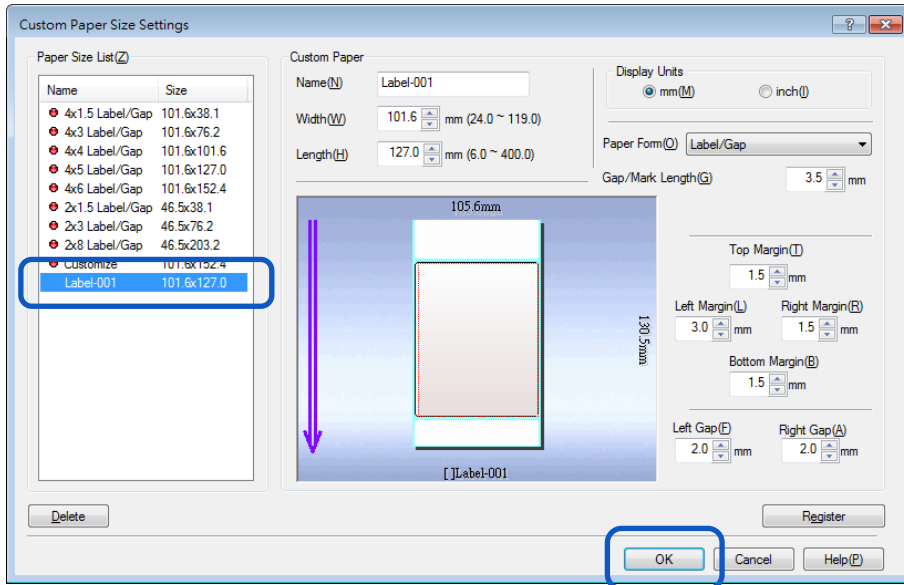 Custom Paper Size Settings
Paper Size List(Z)
Name Size
4x1.5 Label/Gap 101.6x38.1
4x3 Label/Gap 101.6x76.2
4x4 Label/Gap 101.6x101.6
4x5 Label/Gap 101.6x127.0
4x6 Label/Gap 101.6x152.4
2x1.5 Label/Gap 46.5x38.1
2x3 Label/Gap 46.5x76.2
2x8 Label/Gap 46.5x203.2
Customize 101.6x152.4
Label-001 101.6x127.0
Delete
Custom Paper
Name(N) Label-001
Width(W) 101.6 mm (24.0 ~ 119.0)
Length(H) 127.0 mm (6.0 ~ 400.0)
Display Units
mm(M) inch(I)
Paper Form(O) Label/Gap
Gap/Mark Length(G) 3.5 mm
105.6mm
130.5mm
[ ]Label-001
Top Margin(T)
1.5 mm
Left Margin(L) Right Margin(R)
3.0 mm 1.5 mm
Bottom Margin(B)
1.5 mm
Left Gap(F) Right Gap(A)
2.0 mm 2.0 mm
Register
OK Cancel Help(P)